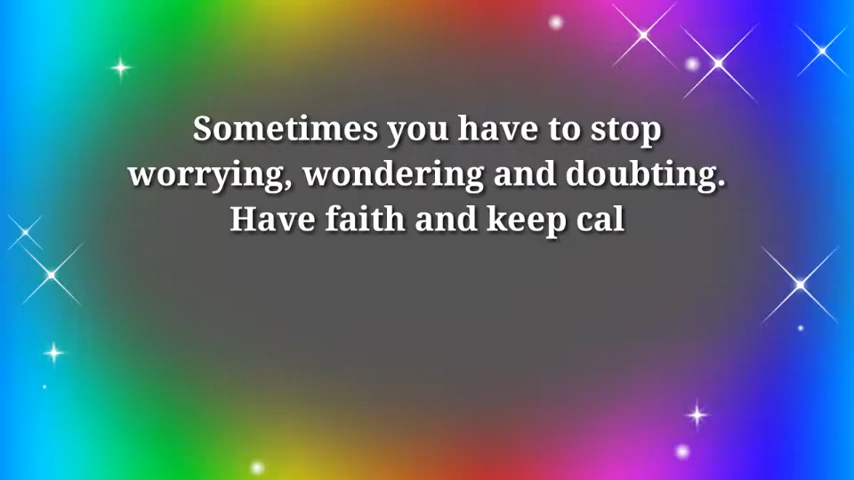 Sometimes you have to stop
worrying, wondering and doubting.
Have faith and keep cal